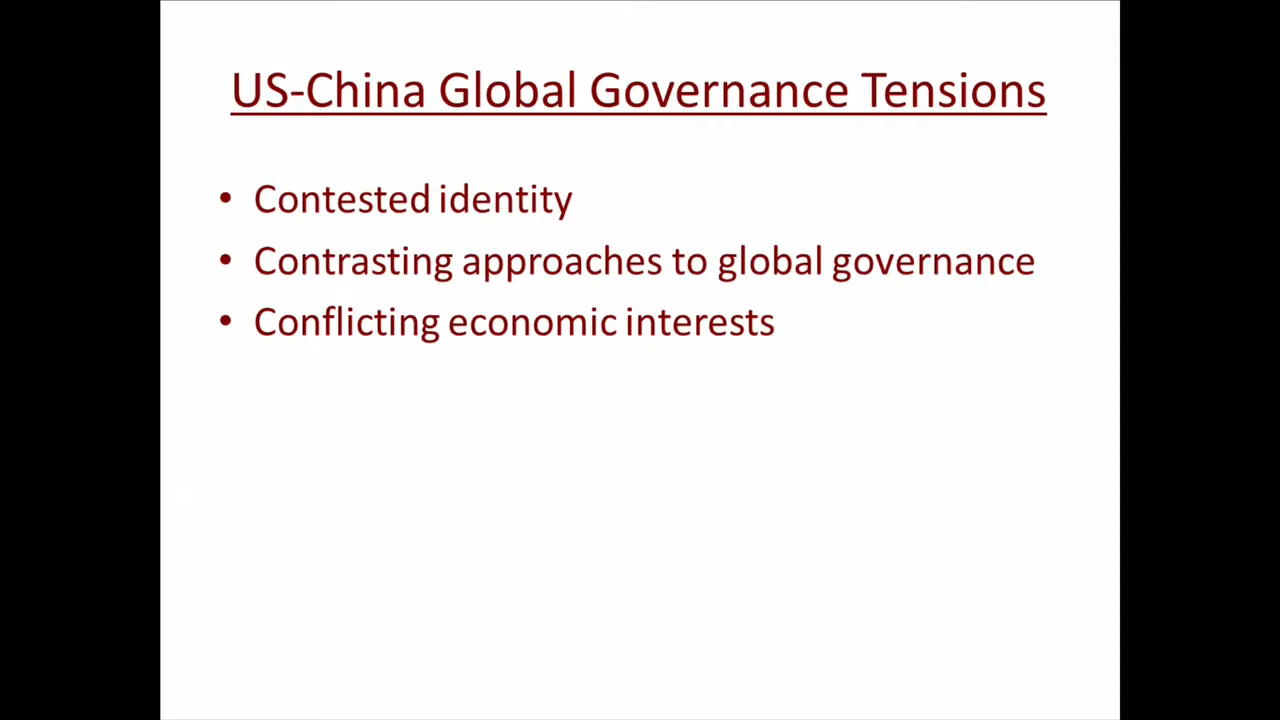 US-China Global Governance Tensions
• Contested identity
• Contrasting approaches to global governance
• Conflicting economic interests